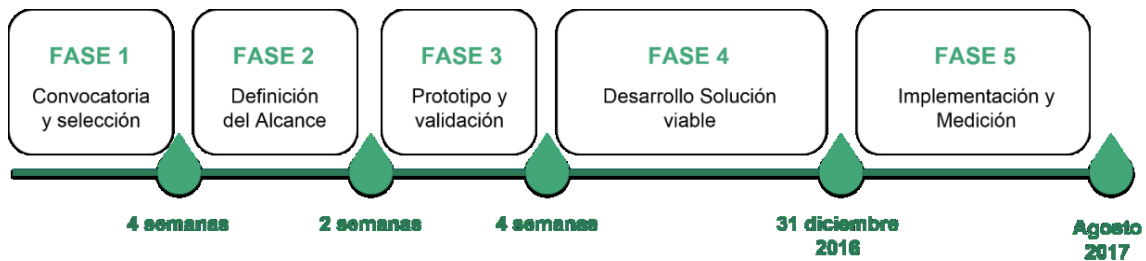 FASE 1
Convocatoria
y selección
FASE 2
Definición
del Alcance
FASE 3
Prototipo y
validación
FASE 4
Desarrollo Solución
viable
FASE 5
Implementación y
Medición
4 semanas
2 semanas
4 semanas
31 diciembre
2016
Agosto
2017